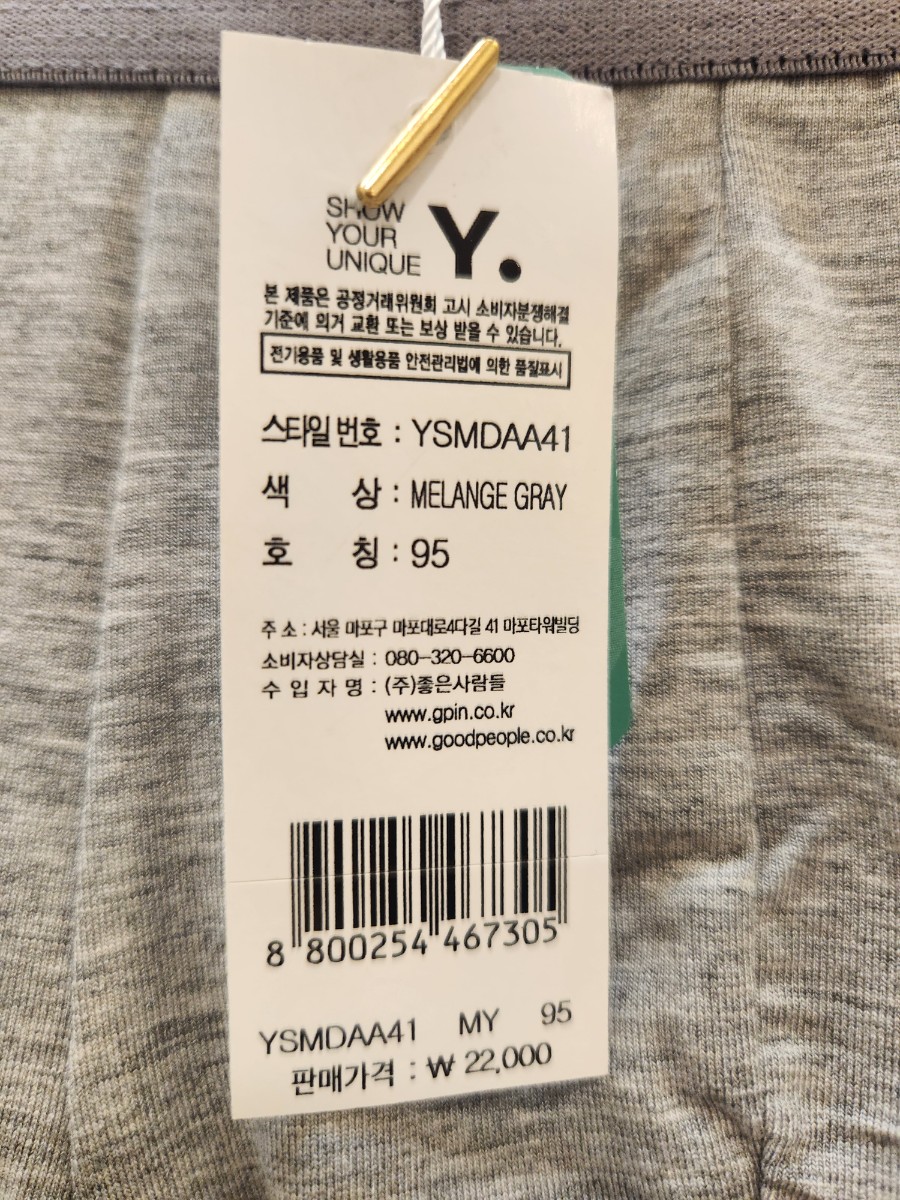 SHOW
YOUR
UNIQUE
Y.
본 제품은 공정거래위원회 고시 소비자분쟁해결
기준에 의거 교환 또는 보상 받을 수 있습니다.
전기용품 및 생활용품 안전관리법에 의한 품질표시
스타일 번호 : YSMDAA41
색 상 : MELANGE GRAY
호 칭 : 95
주 소 : 서울 마포구 마포대로4다길 41 마포타워빌딩
소비자상담실 : 080-320-6600
수 입 자 명 : (주)좋은사람들
www.gpin.co.kr
www.goodpeople.co.kr
8 800254 467305
YSMDAA41 MY 95
판매가격 : ₩ 22,000